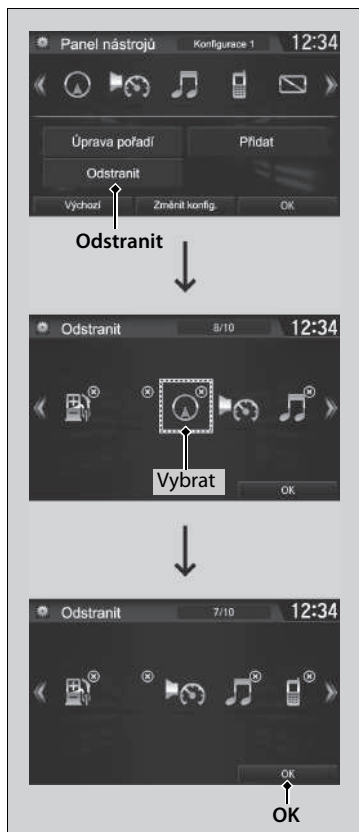 Panel nástrojů Konfigurace 1 12:34
Úprava pořadí Přidat
Odstranit
Výchozí Změnit konfig. OK
Odstranit
Odstranit 8/10 12:34
Vybrat
OK
Odstranit 7/10 12:34
OK
OK